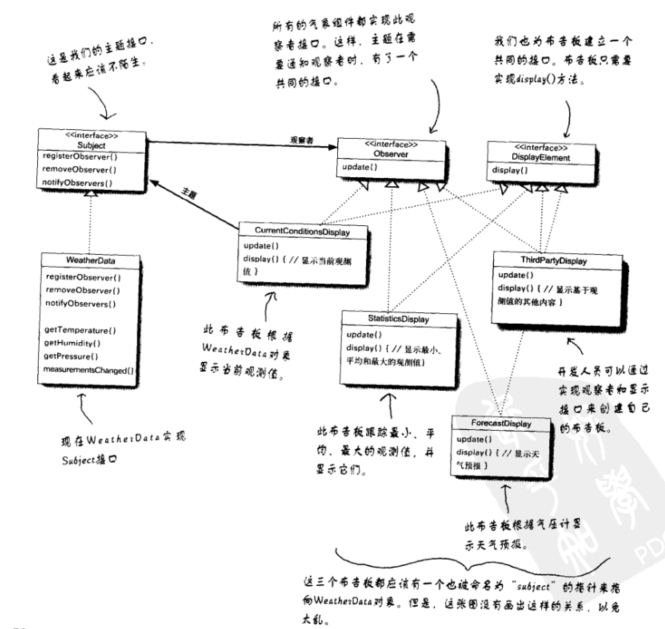 这是我们的主题接口，
看起来应该不陌生。
所有的气象组件都实现此观
察者接口。这样，主题在需
要通知观察者时，有了一个
共同的接口。
我们也为布告板建立一个
共同的接口。布告板只需要
实现display()方法。
<<interface>>
Subject
registerObserver()
removeObserver()
notifyObservers()
观察者
<<interface>>
Observer
update()
<<interface>>
DisplayElement
display()
主题
WeatherData
registerObserver()
removeObserver()
notifyObservers()
getTemperature()
getHumidity()
getPressure()
measurementsChanged()
CurrentConditionsDisplay
update()
display() { // 显示当前观测
值 }
ThirdPartyDisplay
update()
display() { // 显示基于观
测值的其他内容 }
StatisticsDisplay
update()
display() { // 显示最小、
平均和最大的观测值}
ForecastDisplay
update()
display() { // 显示天
气预报 }
现在WeatherData实现
Subject接口
此布告板根据
WeatherData对象
显示当前观测值。
此布告板跟踪最小、平
均、最大的观测值，并
显示它们。
开发人员可以通过
实现观察者和显示
接口来创建自己
的布告板。
此布告板根据气压计显
示天气预报。
这三个布告板都应该有一个也被命名为“subject”的指针来指
向WeatherData对象。但是，这张图没有画出这样的关系，以免
太乱。
PD